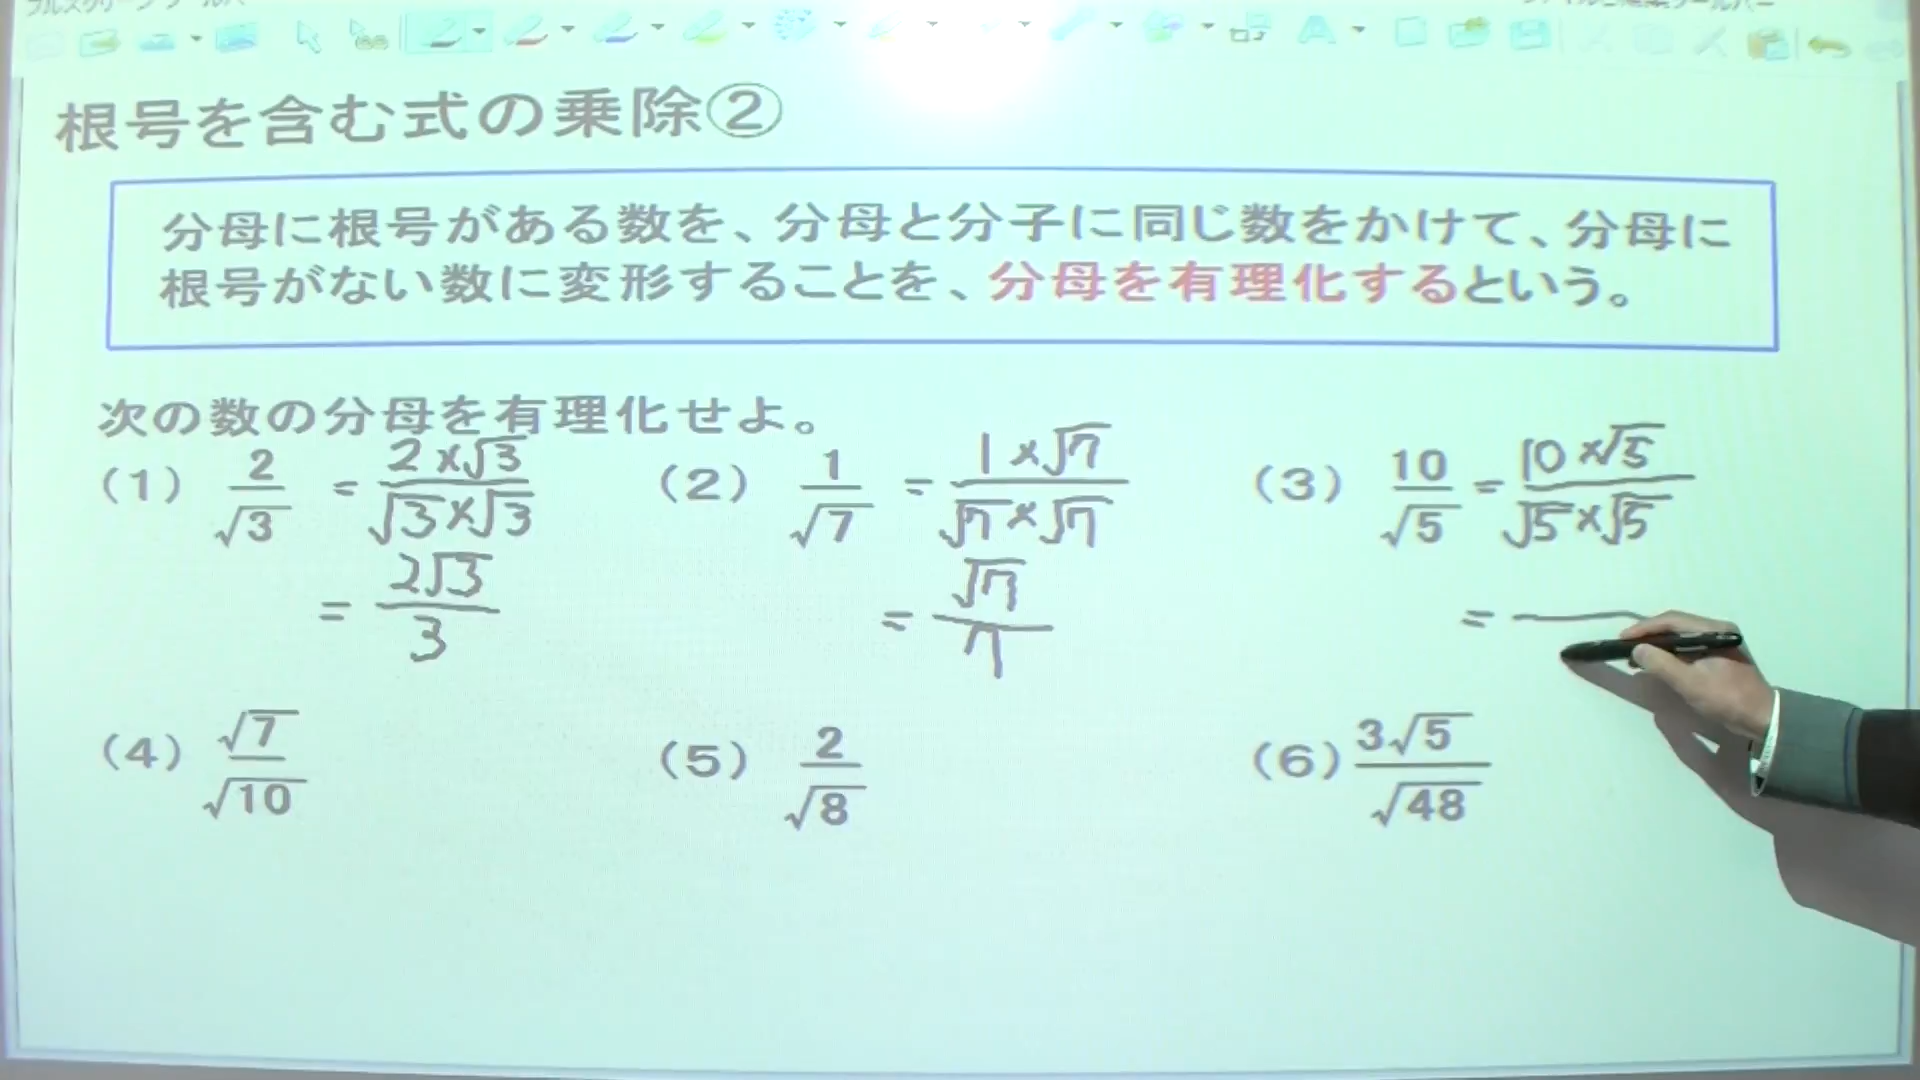 根号を含む式の乗除②
分母に根号がある数を、分母と分子に同じ数をかけて、分母に
根号がない数に変形することを、分母を有理化するという。
次の数の分母を有理化せよ。
(1) 2/√3 = 2×√3/√3×√3
= 2√3/3
(2) 1/√7 = 1×√7/√7×√7
= √7/7
(3) 10/√5 = 10×√5/√5×√5
=
(4) √7/√10
(5) 2/√8
(6) 3√5/√48